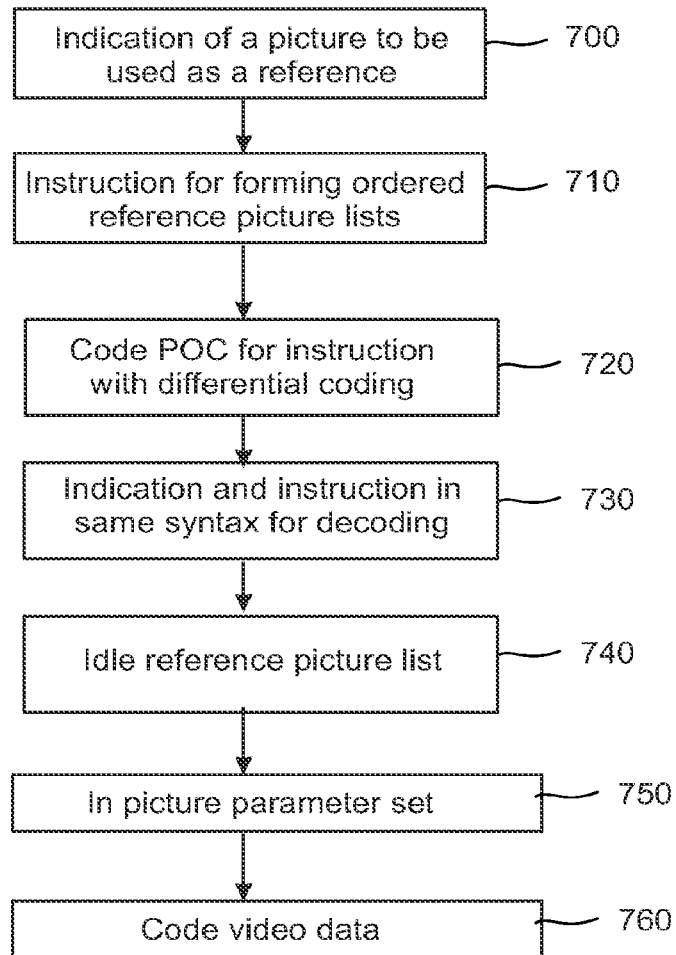 Indication of a picture to be
used as a reference
700
Instruction for forming ordered
reference picture lists
710
Code POC for instruction
with differential coding
720
Indication and instruction in
same syntax for decoding
730
Idle reference picture list
740
In picture parameter set
750
Code video data
760